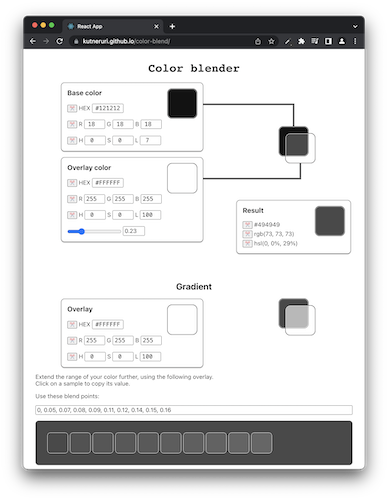 React App
kutnerurl.github.io/color-blend/
Color blender
Base color
HEX #121212
R 18 G 18 B 18
H 0 S 0 L 7
Overlay color
HEX #FFFFFF
R 255 G 255 B 255
H 0 S 0 L 100
0.23
Result
#494949
rgb(73, 73, 73)
hsl(0, 0%, 29%)
Gradient
Overlay
HEX #FFFFFF
R 255 G 255 B 255
H 0 S 0 L 100
Extend the range of your color further, using the following overlay.
Click on a sample to copy its value.
Use these blend points:
0, 0.05, 0.07, 0.08, 0.09, 0.11, 0.12, 0.14, 0.15, 0.16